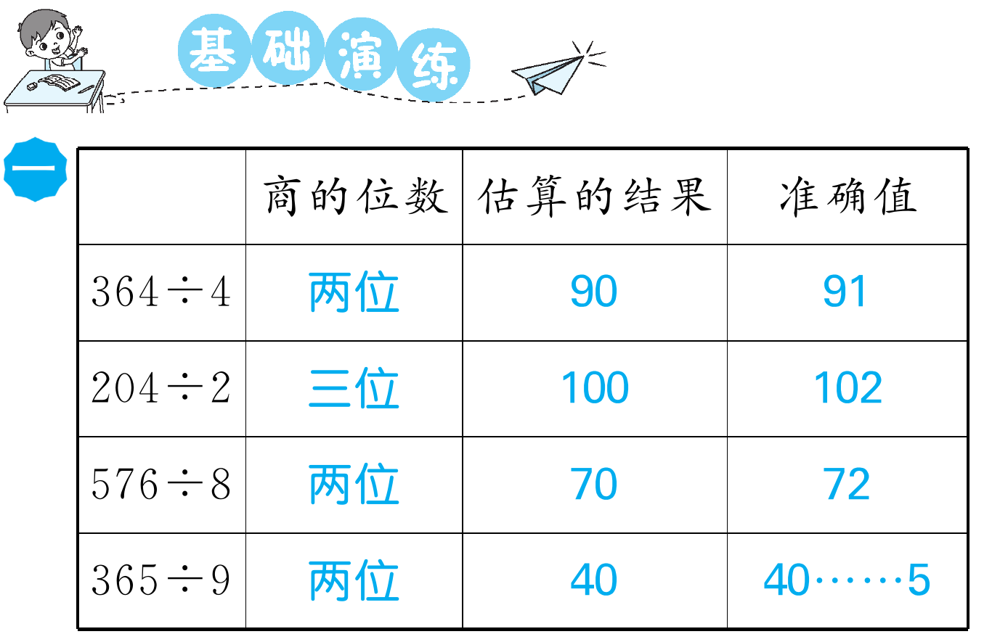 基础演练
一
商的位数 估算的结果 准确值
364÷4 两位 90 91
204÷2 三位 100 102
576÷8 两位 70 72
365÷9 两位 40 40……5